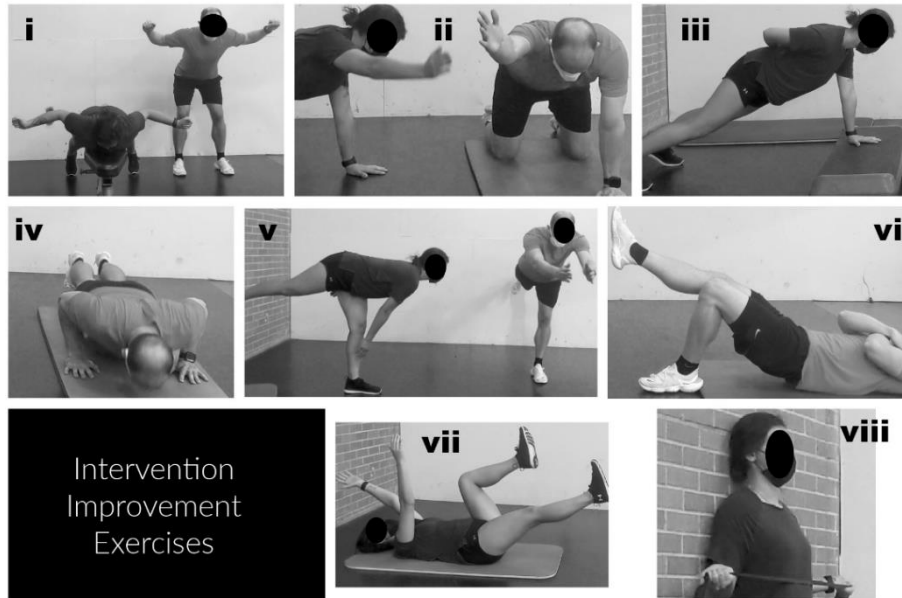 i
ii
iii
iv
v
vi
Intervention
Improvement
Exercises
vii
viii